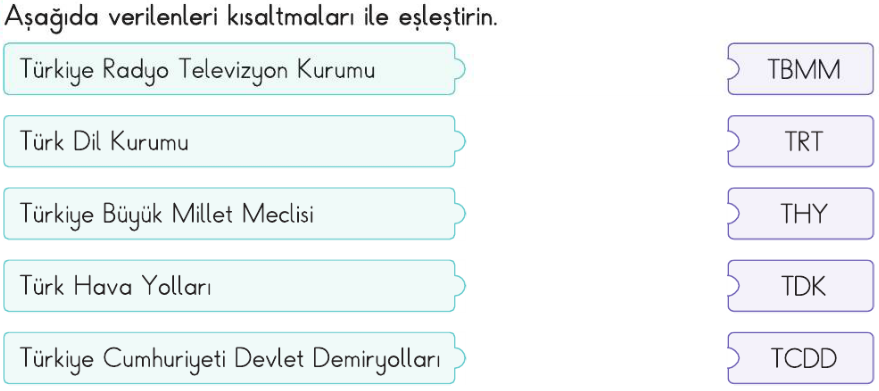 Aşağıda verilenleri kısaltmaları ile eşleştirin.
Türkiye Radyo Televizyon Kurumu TBMM
Türk Dil Kurumu TRT
Türkiye Büyük Millet Meclisi THY
Türk Hava Yolları TDK
Türkiye Cumhuriyeti Devlet Demiryolları TCDD